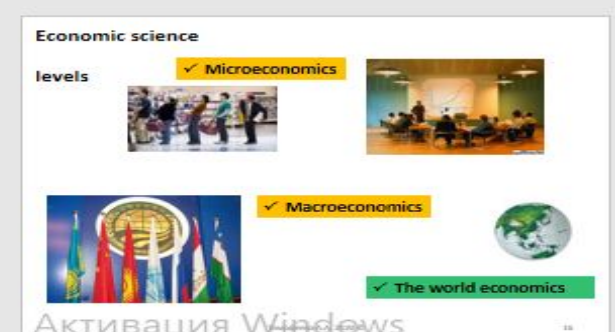 Economic science
✓ Microeconomics
levels
✓ Macroeconomics
✓ The world economics
Активация Windows